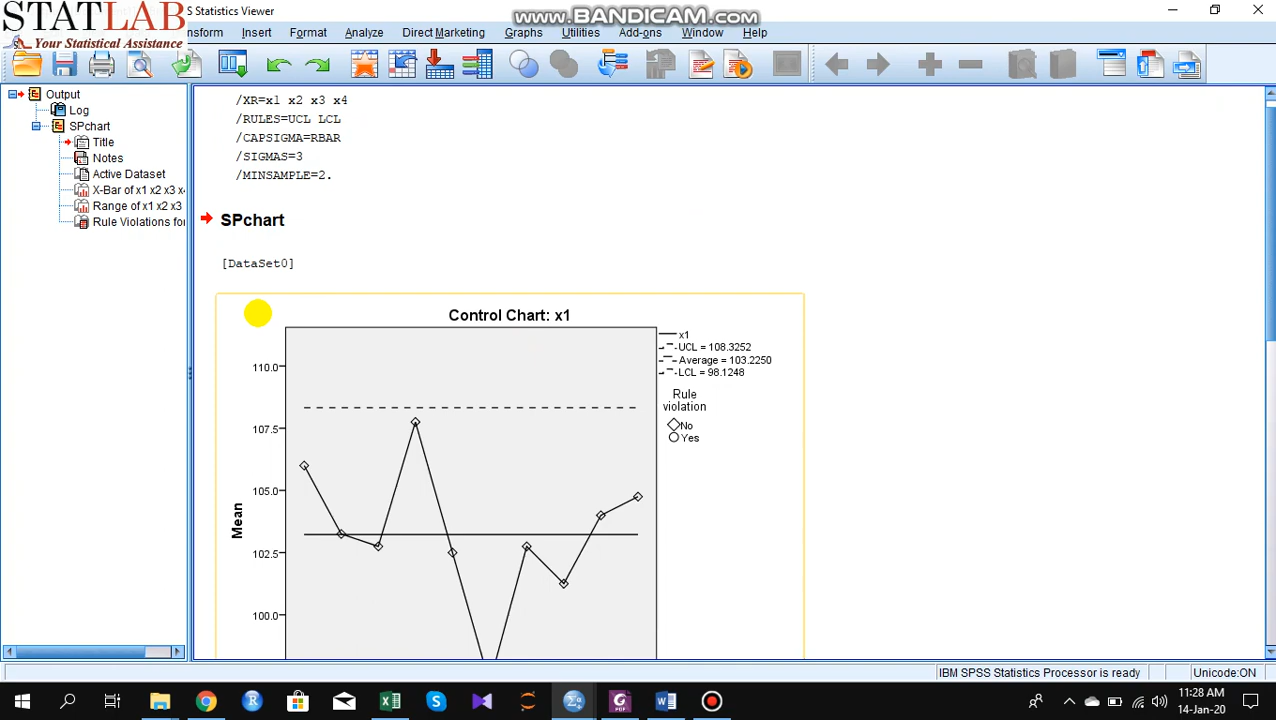 STATLAB
Your Statistical Assistance
Statistics Viewer
www.BANDICAM.com
nsform Insert Format Analyze Direct Marketing Graphs Utilities Add-ons Window Help
Output
Log
SPchart
Title
Notes
Active Dataset
X-Bar of x1 x2 x3 x4
Range of x1 x2 x3
Rule Violations for
/XR=x1 x2 x3 x4
/RULES=UCL LCL
/CAPSIGMA=RBAR
/SIGMAS=3
/MINSAMPLE=2.
SPchart
[DataSet0]
Control Chart: x1
x1
UCL = 108.3252
Average = 103.2250
LCL = 98.1248
Rule
violation
No
Yes
110.0
107.5
105.0
102.5
100.0
Mean
IBM SPSS Statistics Processor is ready
Unicode:ON
11:28 AM
14-Jan-20